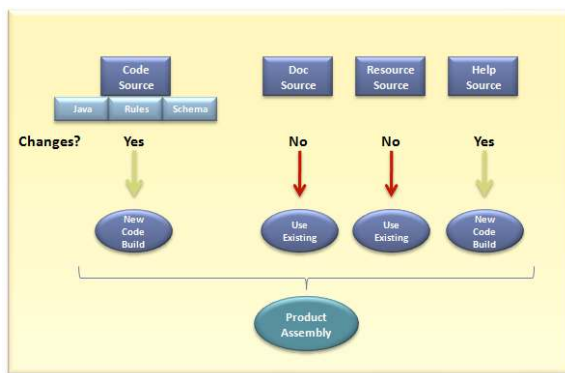 Code
Source
Doc
Source
Resource
Source
Help
Source
Java Rules Schema
Changes? Yes No No Yes
New
Code
Build
Use
Existing
Use
Existing
New
Code
Build
Product
Assembly